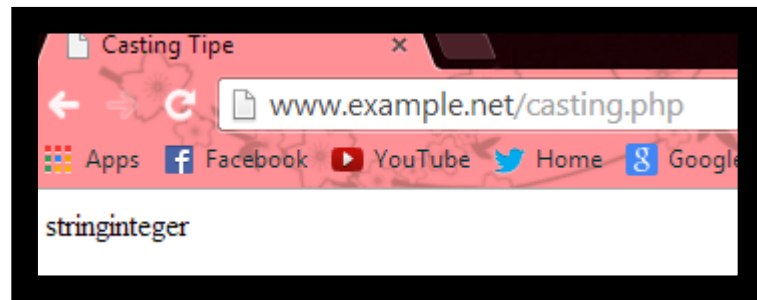 Casting Tipe
www.example.net/casting.php
Apps Facebook YouTube Home Google
stringinteger